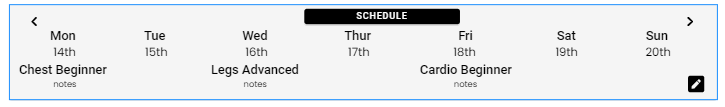 SCHEDULE
Mon Tue Wed Thur Fri Sat Sun
14th 15th 16th 17th 18th 19th 20th
Chest Beginner Legs Advanced Cardio Beginner
notes notes notes